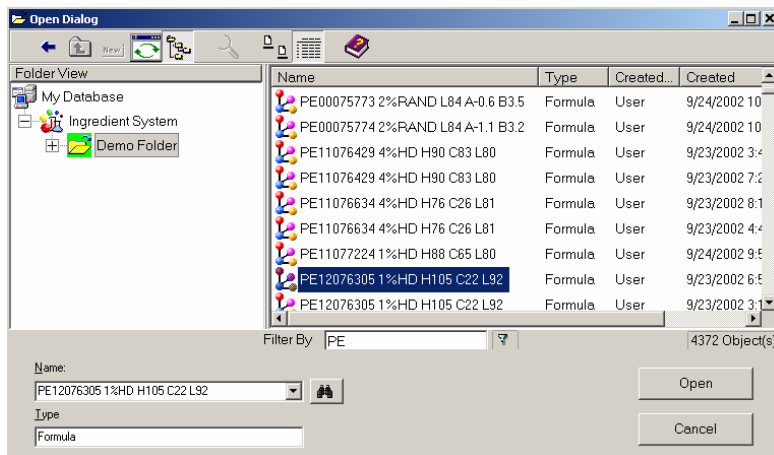 Open Dialog
New
Folder View
My Database
Ingredient System
Demo Folder
Name Type Created... Created
PE00075773 2%RAND L84 A-0.6 B3.5 Formula User 9/24/2002 10
PE00075774 2%RAND L84 A-1.1 B3.2 Formula User 9/24/2002 10
PE11076429 4%HD H90 C83 L80 Formula User 9/23/2002 3:4
PE11076429 4%HD H90 C83 L80 Formula User 9/23/2002 7:2
PE11076634 4%HD H76 C26 L81 Formula User 9/23/2002 8:1
PE11076634 4%HD H76 C26 L81 Formula User 9/23/2002 4:4
PE11077224 1%HD H88 C65 L80 Formula User 9/24/2002 9:5
PE12076305 1%HD H105 C22 L92 Formula User 9/23/2002 6:5
PE12076305 1%HD H105 C22 L92 Formula User 9/23/2002 3:1
Filter By PE 4372 Object(s)
Name:
PE12076305 1%HD H105 C22 L92
Open
Type
Formula
Cancel